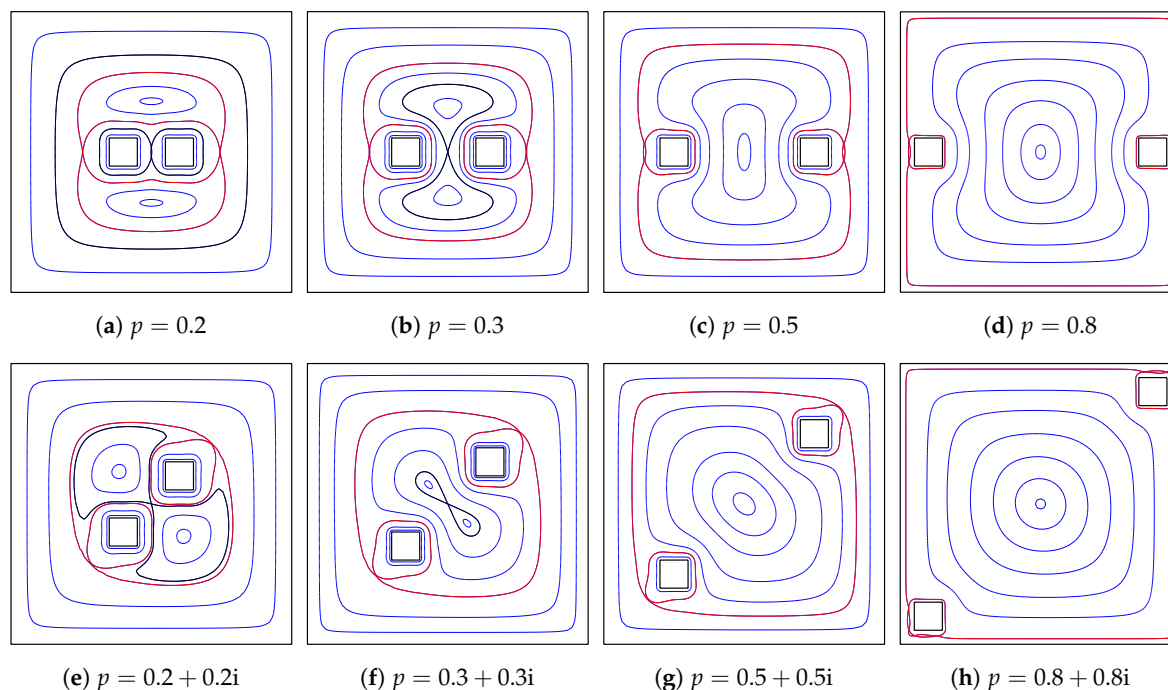 (a) p = 0.2 (b) p = 0.3 (c) p = 0.5 (d) p = 0.8
(e) p = 0.2 + 0.2i (f) p = 0.3 + 0.3i (g) p = 0.5 + 0.5i (h) p = 0.8 + 0.8i